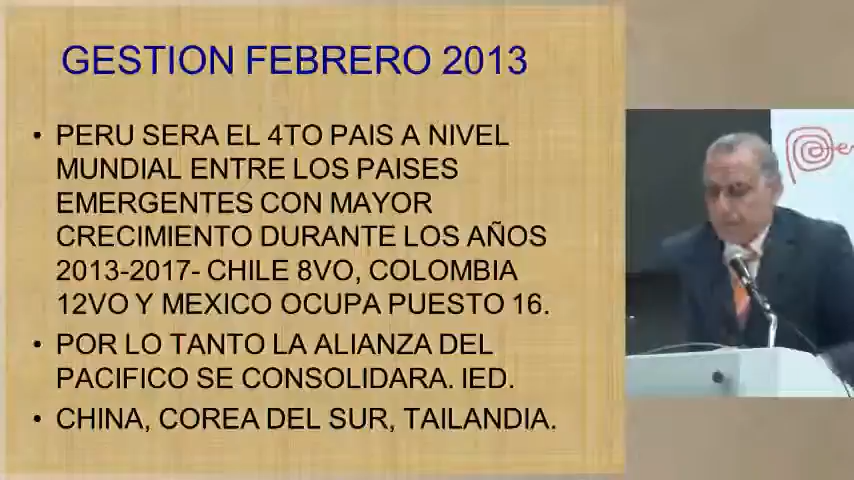 GESTION FEBRERO 2013
• PERU SERA EL 4TO PAIS A NIVEL
MUNDIAL ENTRE LOS PAISES
EMERGENTES CON MAYOR
CRECIMIENTO DURANTE LOS AÑOS
2013-2017- CHILE 8VO, COLOMBIA
12VO Y MEXICO OCUPA PUESTO 16.
• POR LO TANTO LA ALIANZA DEL
PACIFICO SE CONSOLIDARA. IED.
• CHINA, COREA DEL SUR, TAILANDIA.